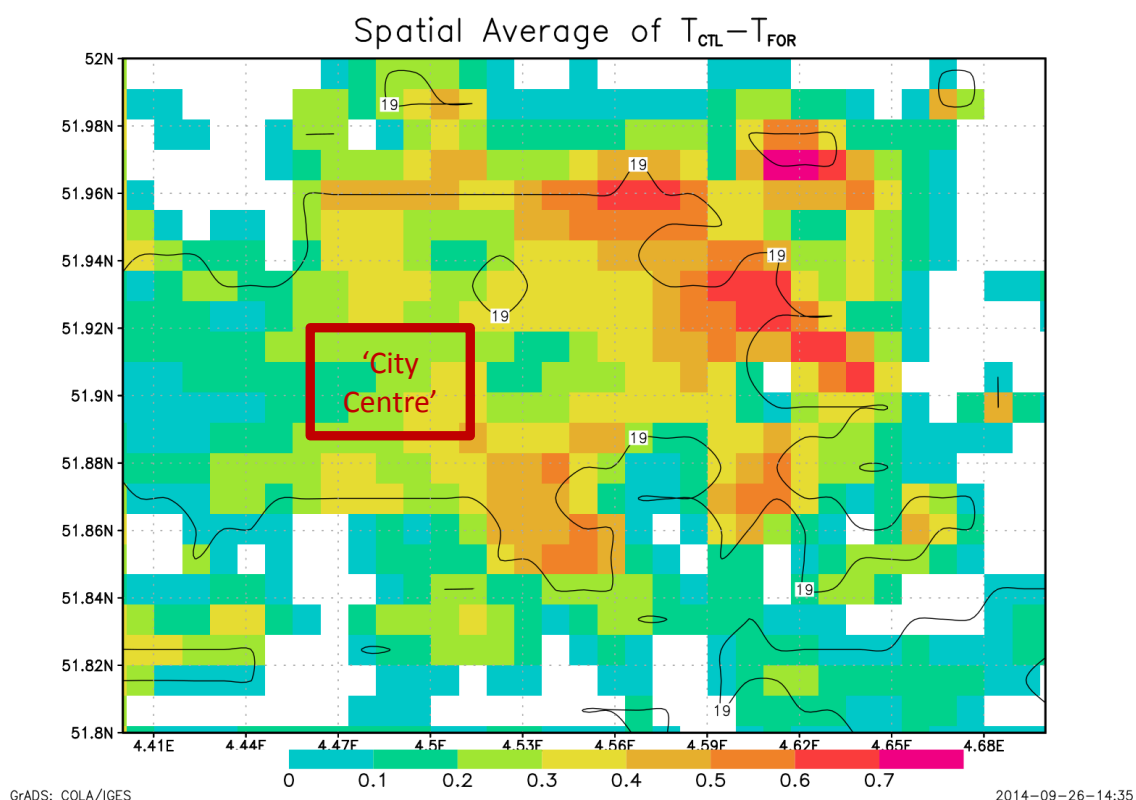 Spatial Average of T_CTL−T_FOR
52N
19
19
51.98N
51.96N
19
51.94N
19
51.92N
'City
51.9N
Centre'
19
51.88N
51.86N
51.84N
19
51.82N
19
51.8N
4.41E 4.44E 4.47E 4.5E 4.53E 4.56E 4.59E 4.62E 4.65E 4.68E
0 0.1 0.2 0.3 0.4 0.5 0.6 0.7
GrADS: COLA/IGES 2014-09-26-14:35